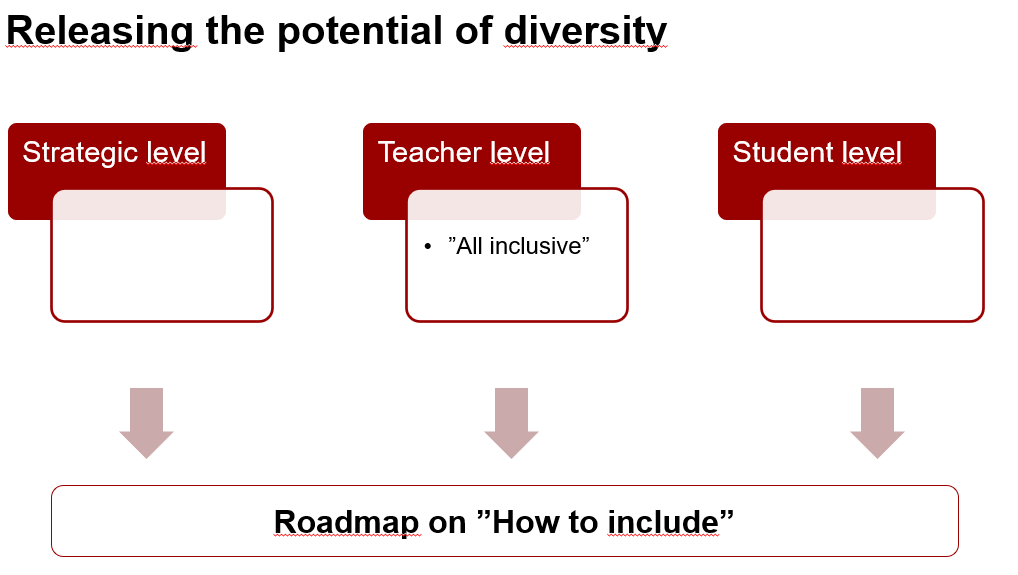 Releasing the potential of diversity
Strategic level
Teacher level
Student level
• ”All inclusive”
Roadmap on ”How to include”